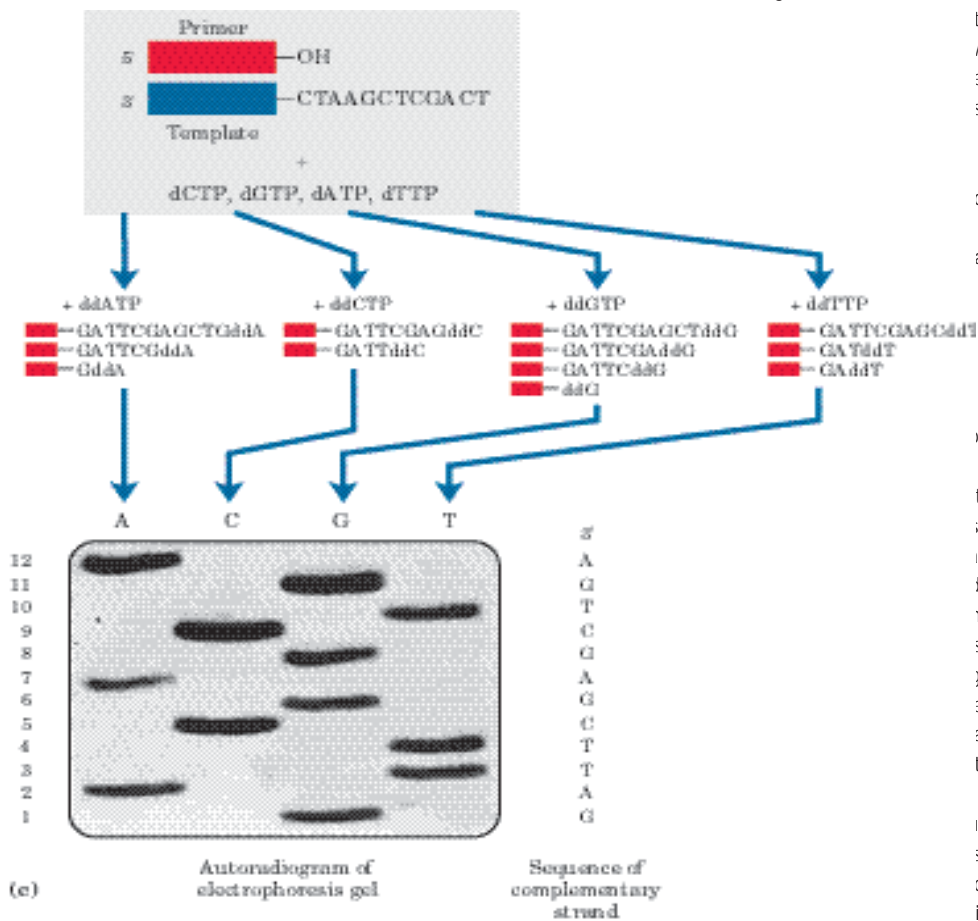 Primer
5' OH
3' CTAAGCTCGACT
Template
+
dCTP, dGTP, dATP, dTTP
+ ddATP
GATTCGAGCTGddA
GATTCGddA
GddA
+ ddCTP
GATTCGAGddC
GATTddC
+ ddGTP
GATTCGAGCTddG
GATTCGAddG
GATTCddG
ddG
+ ddTTP
GATTCGAGCddT
GATddT
GAddT
A C G T
3'
12 A
11 G
10 T
9 C
8 G
7 A
6 G
5 C
4 T
3 T
2 A
1 G
(c)
Autoradiogram of
electrophoresis gel
Sequence of
complementary
strand